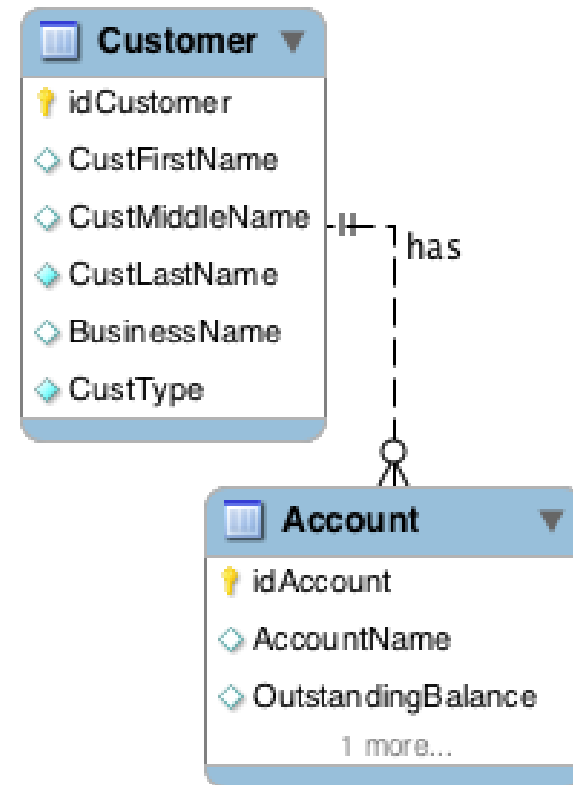 Customer
idCustomer
CustFirstName
CustMiddleName
CustLastName
BusinessName
CustType
has
Account
idAccount
AccountName
OutstandingBalance
1 more...